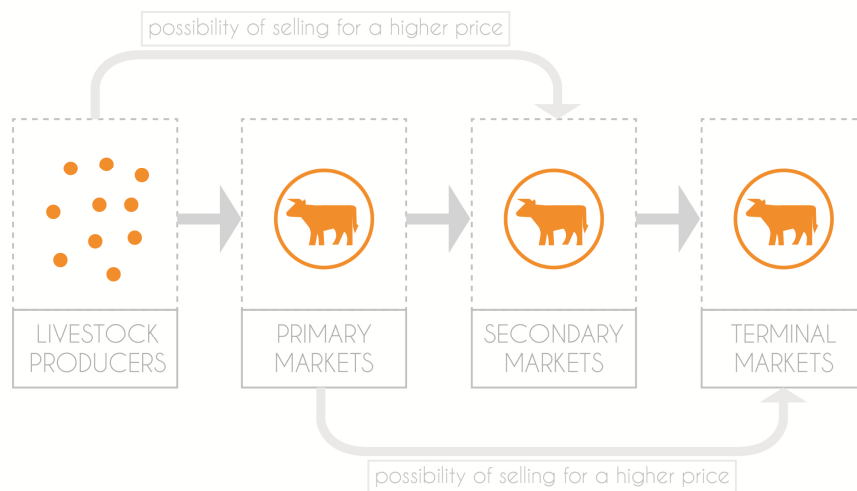 possibility of selling for a higher price
LIVESTOCK
PRODUCERS
PRIMARY
MARKETS
SECONDARY
MARKETS
TERMINAL
MARKETS
possibility of selling for a higher price